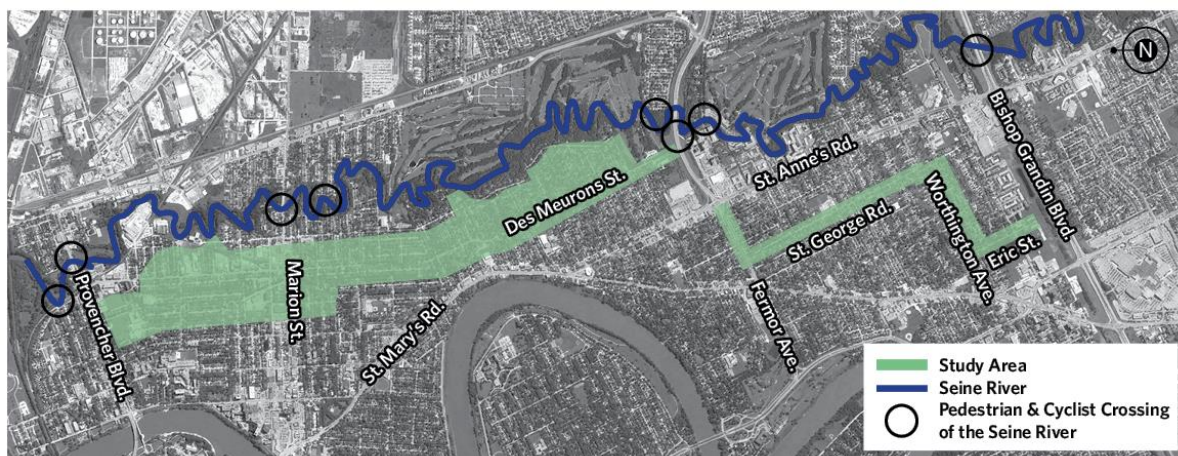 N
Bishop Grandin Blvd.
St. Anne's Rd.
Des Meurons St.
St. George Rd.
Worthington Ave.
Eric St.
Provencher Blvd.
Marion St.
St. Mary's Rd.
Fermor Ave.
Study Area
Seine River
Pedestrian & Cyclist Crossing
of the Seine River